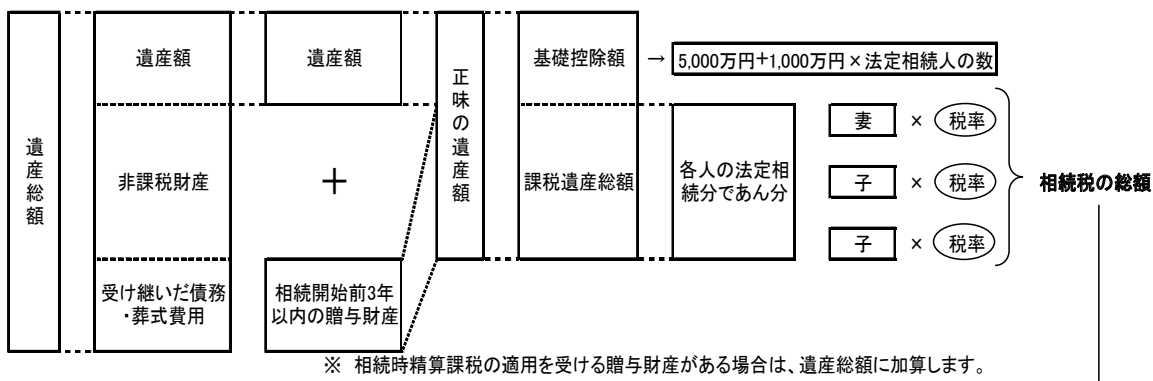 遺産総額
遺産額
非課税財産
受け継いだ債務
・葬式費用
遺産額
＋
相続開始前3年
以内の贈与財産
正味の遺産額
基礎控除額
課税遺産総額
→
5,000万円+1,000万円×法定相続人の数
各人の法定相
続分であん分
妻 × 税率
子 × 税率
子 × 税率
相続税の総額
※ 相続時精算課税の適用を受ける贈与財産がある場合は、遺産総額に加算します。